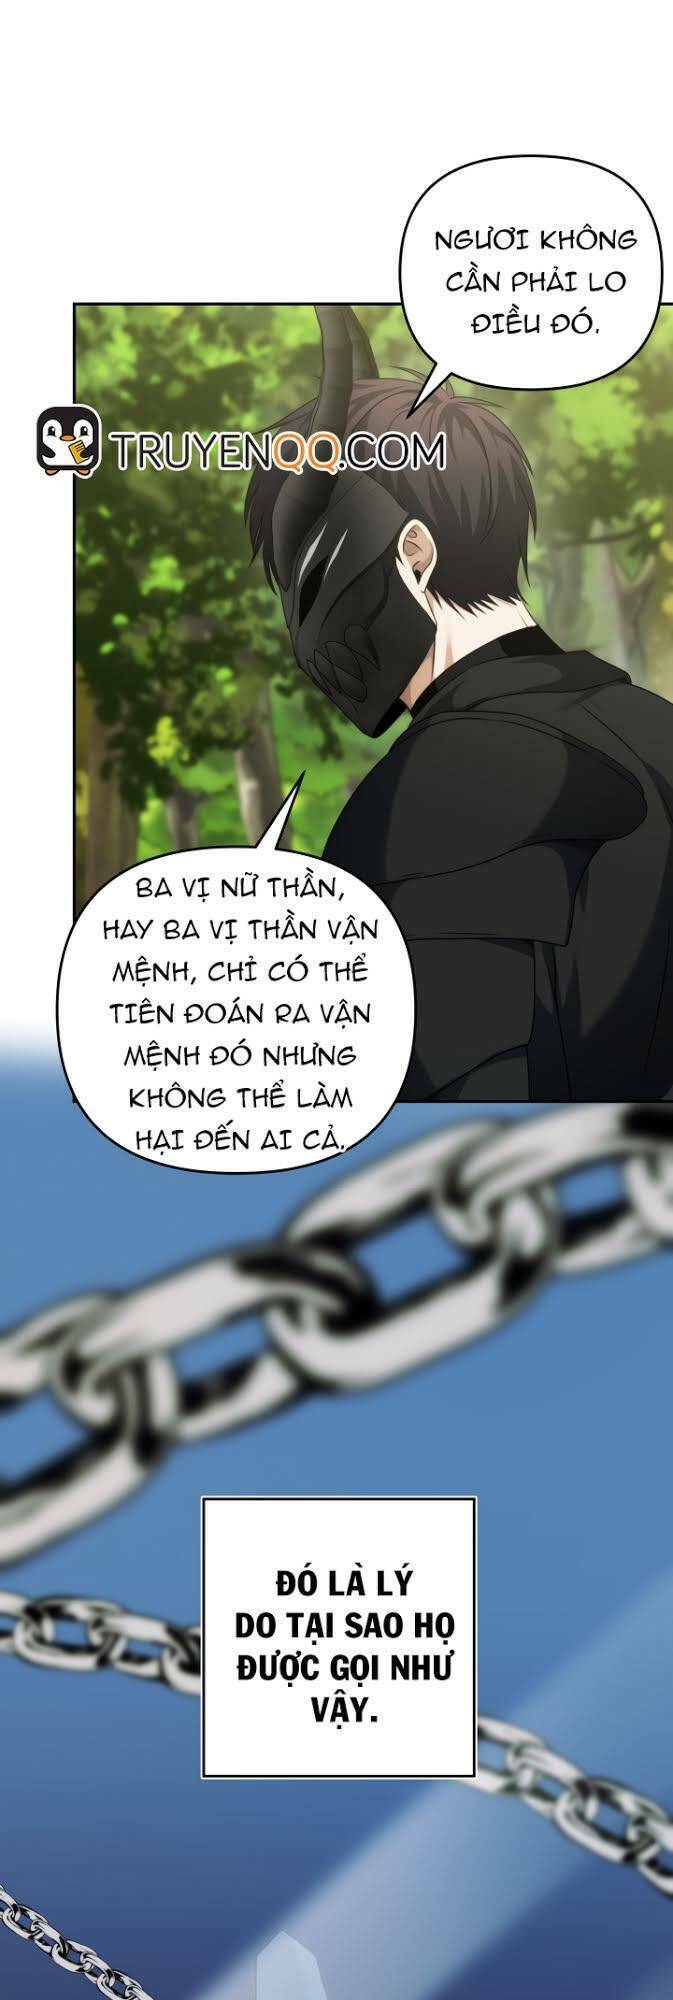 NGƯƠI KHÔNG
CẦN PHẢI LO
ĐIỀU ĐÓ.
TRUYENQQ.COM
BA VỊ NỮ THẦN,
HAY BA VỊ THẦN VẬN
MỆNH, CHỈ CÓ THỂ
TIÊN ĐOÁN RA VẬN
MỆNH ĐÓ NHƯNG
KHÔNG THỂ LÀM
HẠI ĐẾN AI CẢ.
ĐÓ LÀ LÝ
DO TẠI SAO HỌ
ĐƯỢC GỌI NHƯ
VẬY.